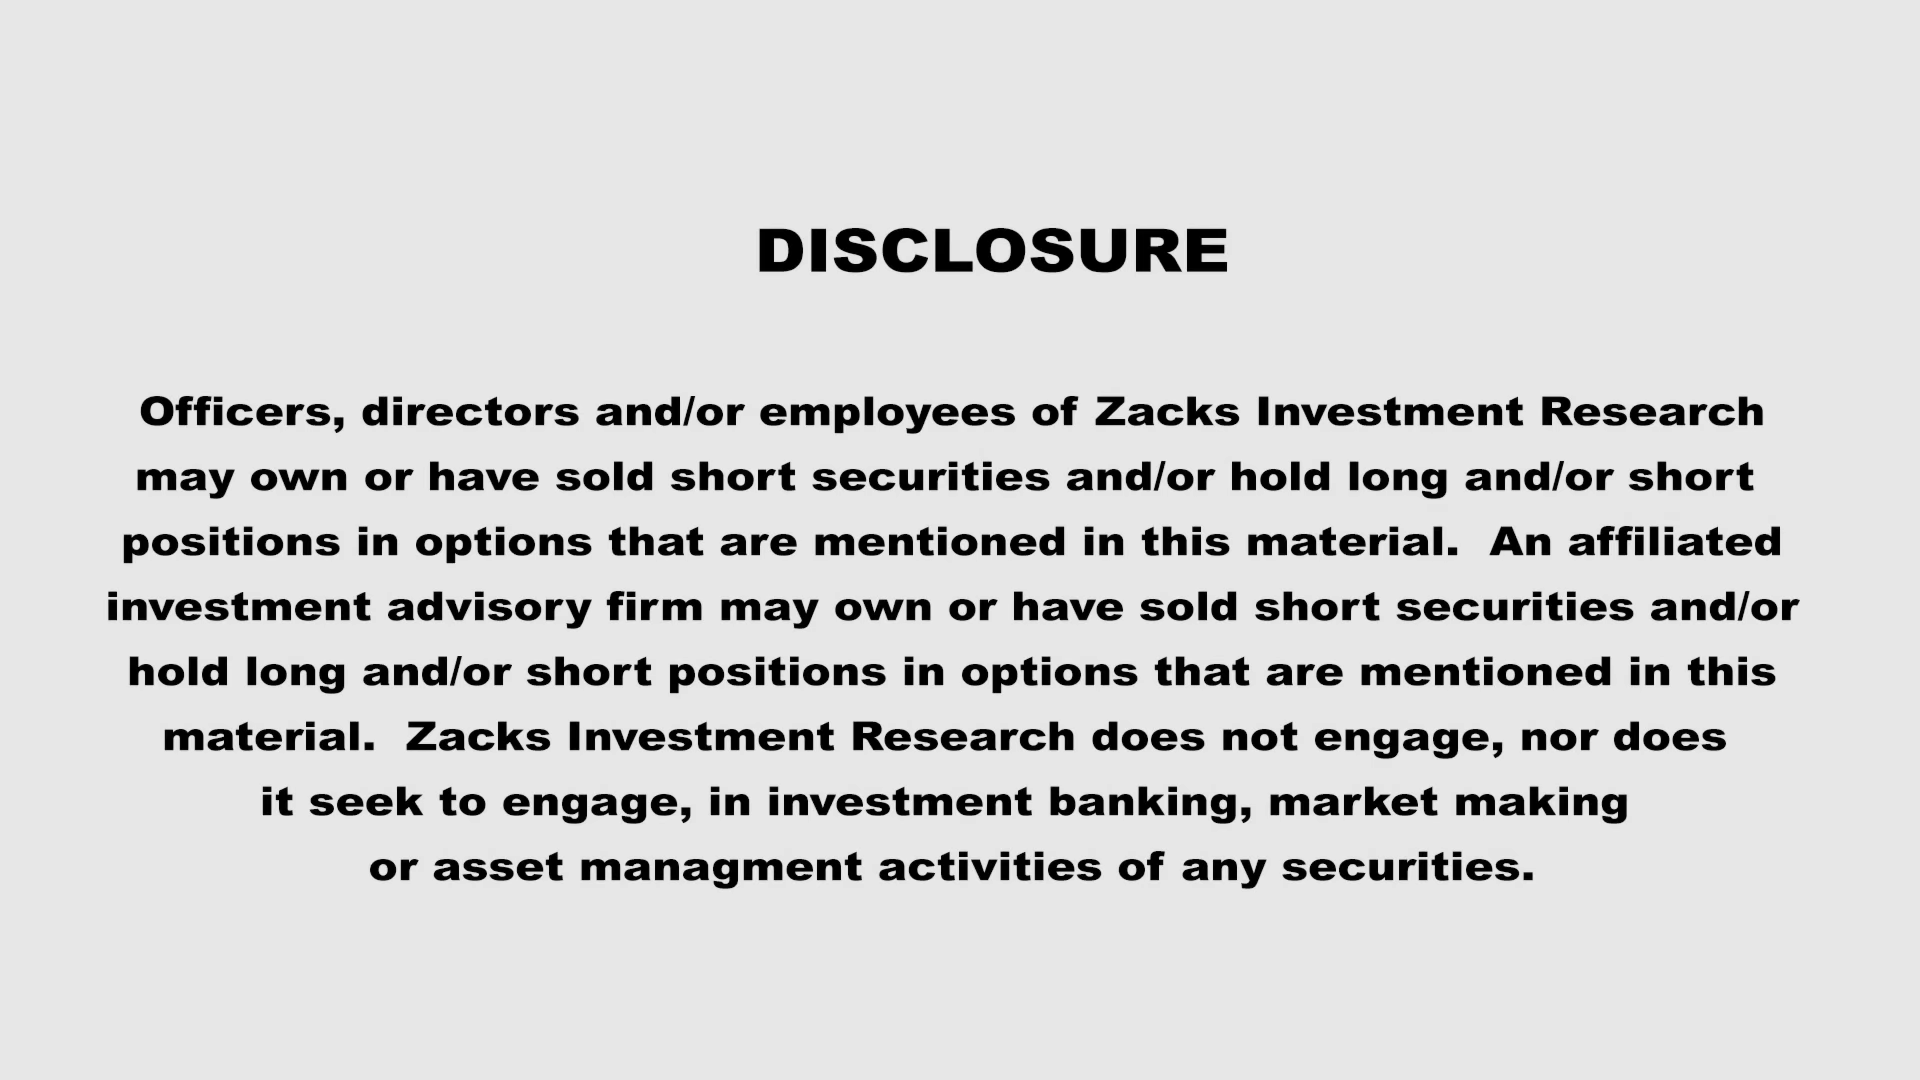 DISCLOSURE
Officers, directors and/or employees of Zacks Investment Research
may own or have sold short securities and/or hold long and/or short
positions in options that are mentioned in this material.  An affiliated
investment advisory firm may own or have sold short securities and/or
hold long and/or short positions in options that are mentioned in this
material.  Zacks Investment Research does not engage, nor does
it seek to engage, in investment banking, market making
or asset managment activities of any securities.